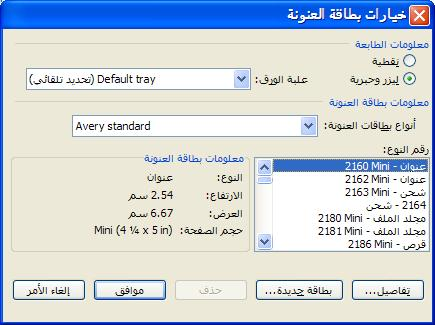 خيارات بطاقة العنونة
معلومات الطابعة
نقطية
ليزر وحبرية
علبة الورق: Default tray (تحديد تلقائي)
معلومات بطاقة العنونة
أنواع بطاقات العنونة: Avery standard
رقم النوع:
2160 Mini - عنوان
2162 Mini - عنوان
2163 Mini - شحن
2164 - شحن
2180 Mini - مجلد الملف
2181 Mini - مجلد الملف
2186 Mini - قرص
معلومات بطاقة العنونة
النوع: عنوان
الارتفاع: 2.54 سم
العرض: 6.67 سم
حجم الصفحة: Mini (4 ¼ x 5 in)
تفاصيل...
بطاقة جديدة...
حذف
موافق
إلغاء الأمر